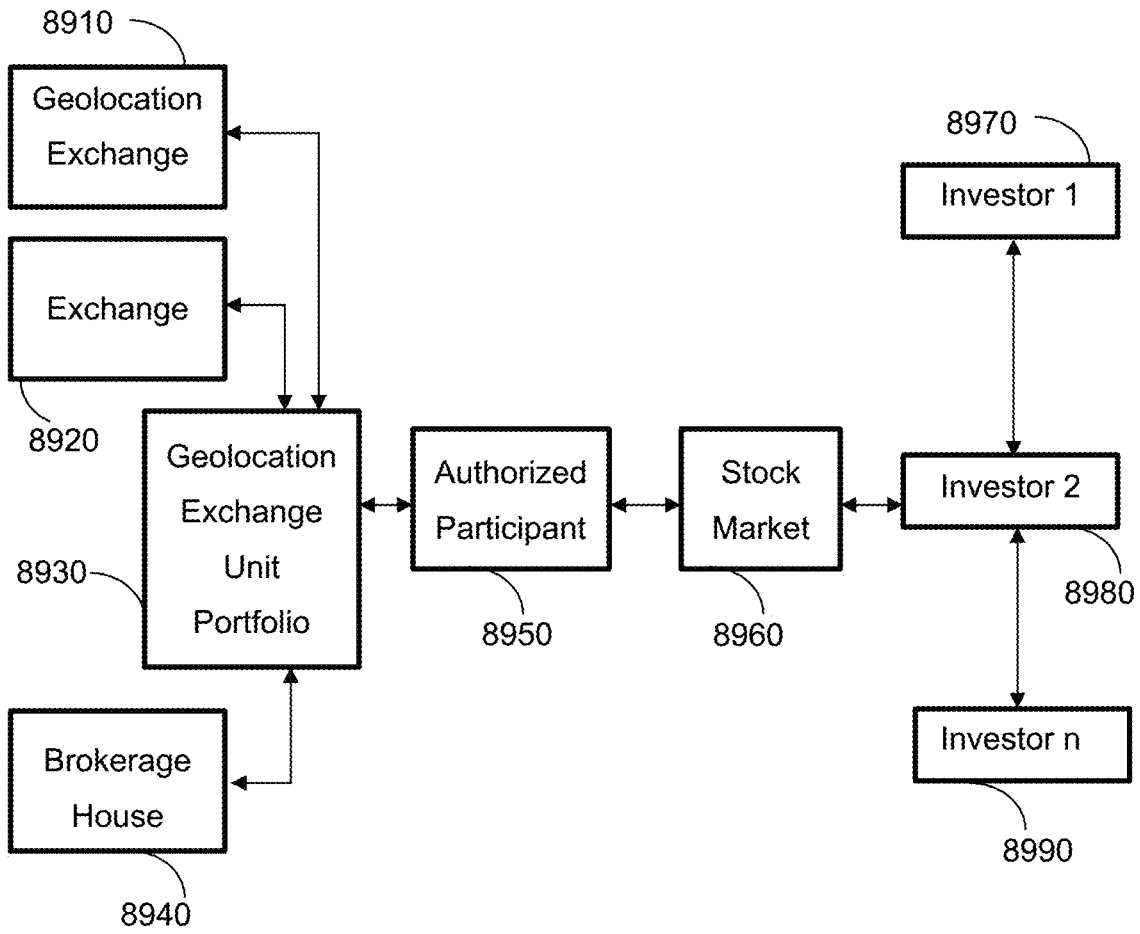 8910
Geolocation
Exchange
8970
Investor 1
Exchange
8920
Geolocation
Exchange
Unit
Portfolio
8930
Authorized
Participant
8950
Stock
Market
8960
Investor 2
8980
Brokerage
House
8940
Investor n
8990